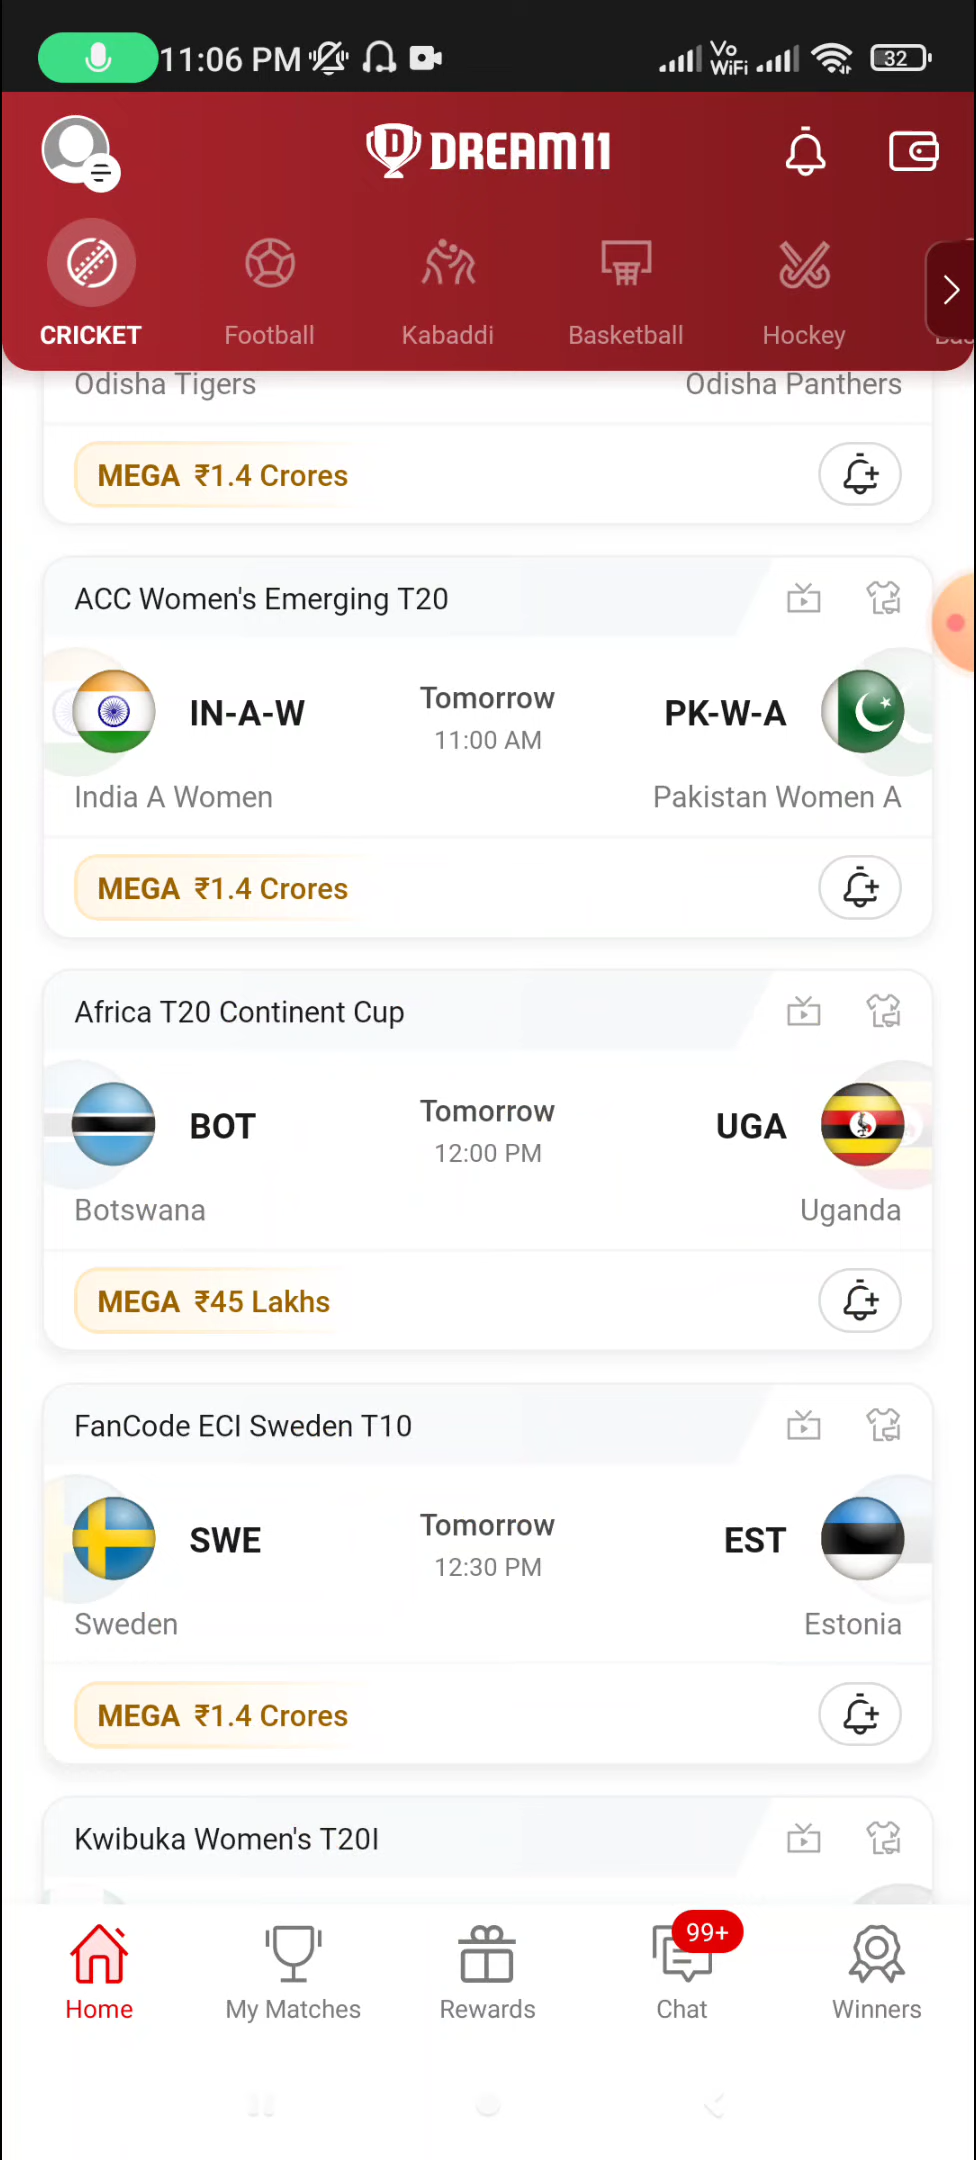 11:06 PM Vo WiFi 32
DREAM11
CRICKET Football Kabaddi Basketball Hockey
Odisha Tigers Odisha Panthers
MEGA ₹1.4 Crores
ACC Women's Emerging T20
IN-A-W Tomorrow PK-W-A
11:00 AM
India A Women Pakistan Women A
MEGA ₹1.4 Crores
Africa T20 Continent Cup
BOT Tomorrow UGA
12:00 PM
Botswana Uganda
MEGA ₹45 Lakhs
FanCode ECI Sweden T10
SWE Tomorrow EST
12:30 PM
Sweden Estonia
MEGA ₹1.4 Crores
Kwibuka Women's T20I
99+
Home My Matches Rewards Chat Winners